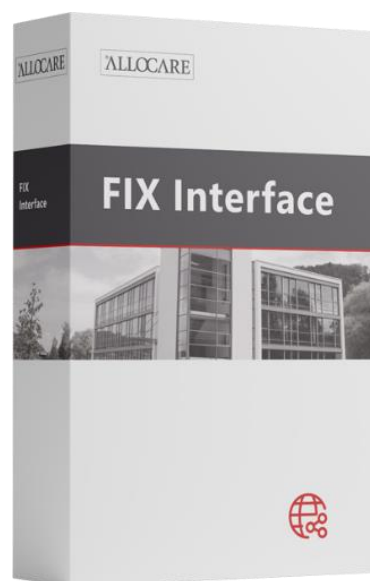 ALLOCARE
ALLOCARE
FIX
Interface
FIX Interface